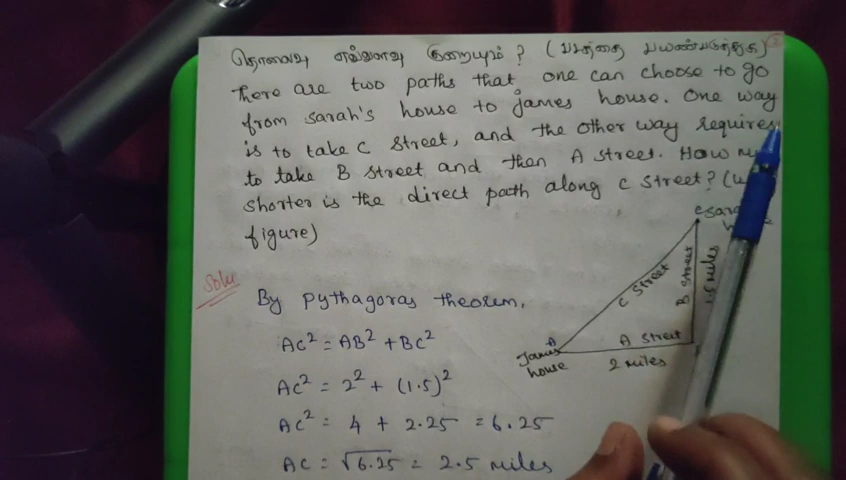 தொலைவு எவ்வளவு குறையும்? (படத்தை பயன்படுத்துக)
There are two paths that one can choose to go
from Sarah's house to James house. One way
is to take C street, and the other way requires
to take B street and then A street. How
shorter is the direct path along C street? (
figure)
Solu
By Pythagoras theorem,
AC² = AB² + BC²
AC² = 2² + (1.5)²
AC² = 4 + 2.25 = 6.25
AC = √6.25 = 2.5 miles
C
C street
B street
1.5 miles
A street
A
James
house
2 miles